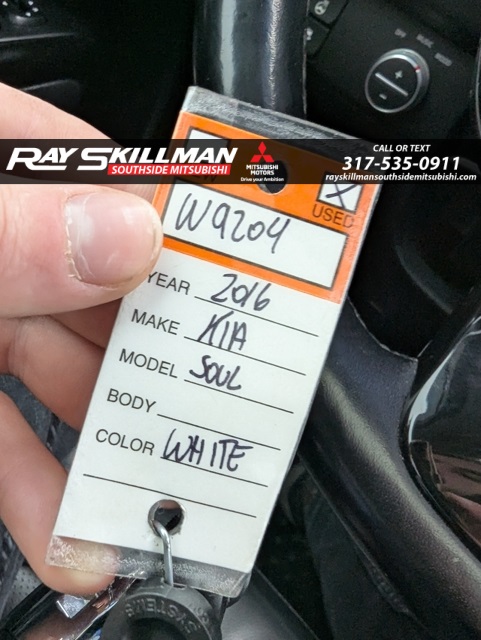 RAY SKILLMAN
SOUTHSIDE MITSUBISHI
MITSUBISHI
MOTORS
Drive your Ambition
CALL OR TEXT
317-535-0911
rayskillmansouthsidemitsubishi.com
USED
W9204
YEAR 2016
MAKE KIA
MODEL SOUL
BODY
COLOR WHITE
SYSTEMS